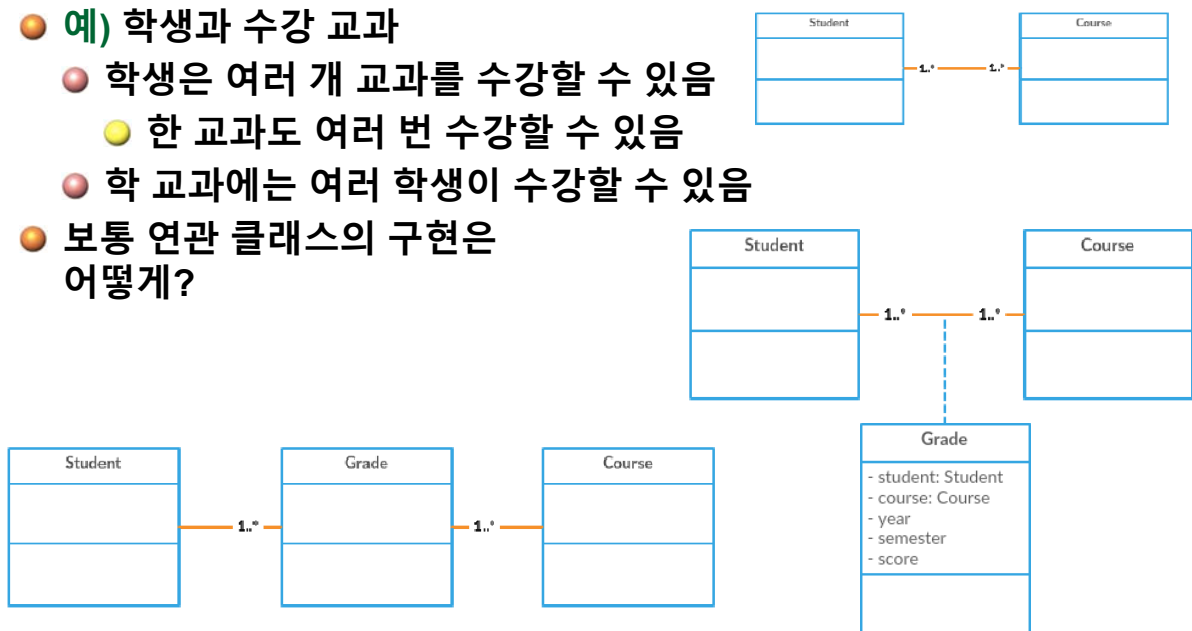 예) 학생과 수강 교과
학생은 여러 개 교과를 수강할 수 있음
한 교과도 여러 번 수강할 수 있음
학 교과에는 여러 학생이 수강할 수 있음
보통 연관 클래스의 구현은
어떻게?
Student
Course
1..*
1..*
Student
Course
1..*
1..*
Grade
- student: Student
- course: Course
- year
- semester
- score
Student
Grade
Course
1..*
1..*